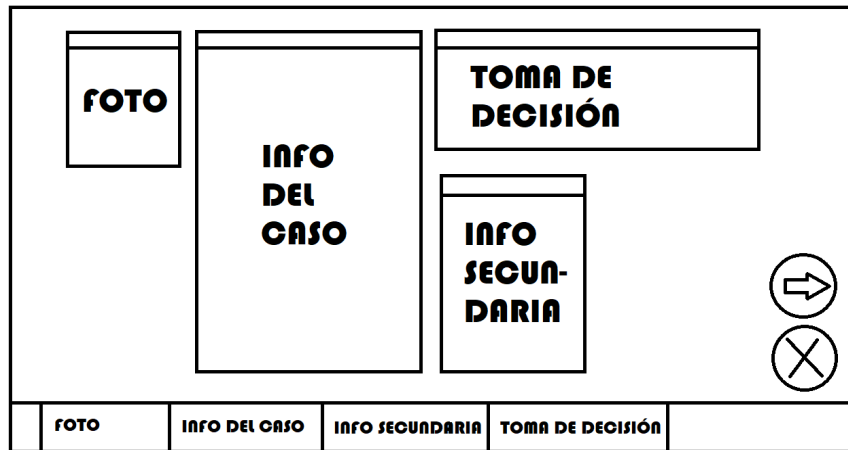 FOTO
INFO
DEL
CASO
TOMA DE
DECISIÓN
INFO
SECUN-
DARIA
FOTO
INFO DEL CASO
INFO SECUNDARIA
TOMA DE DECISIÓN